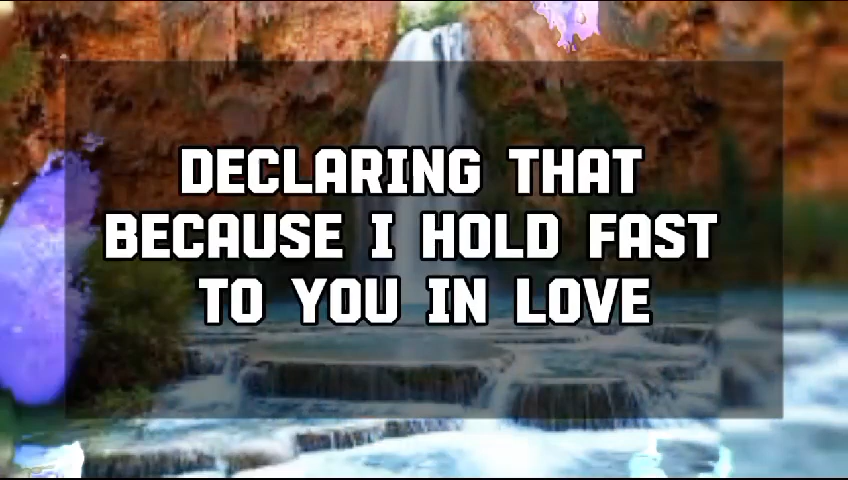 DECLARING THAT
BECAUSE I HOLD FAST
TO YOU IN LOVE